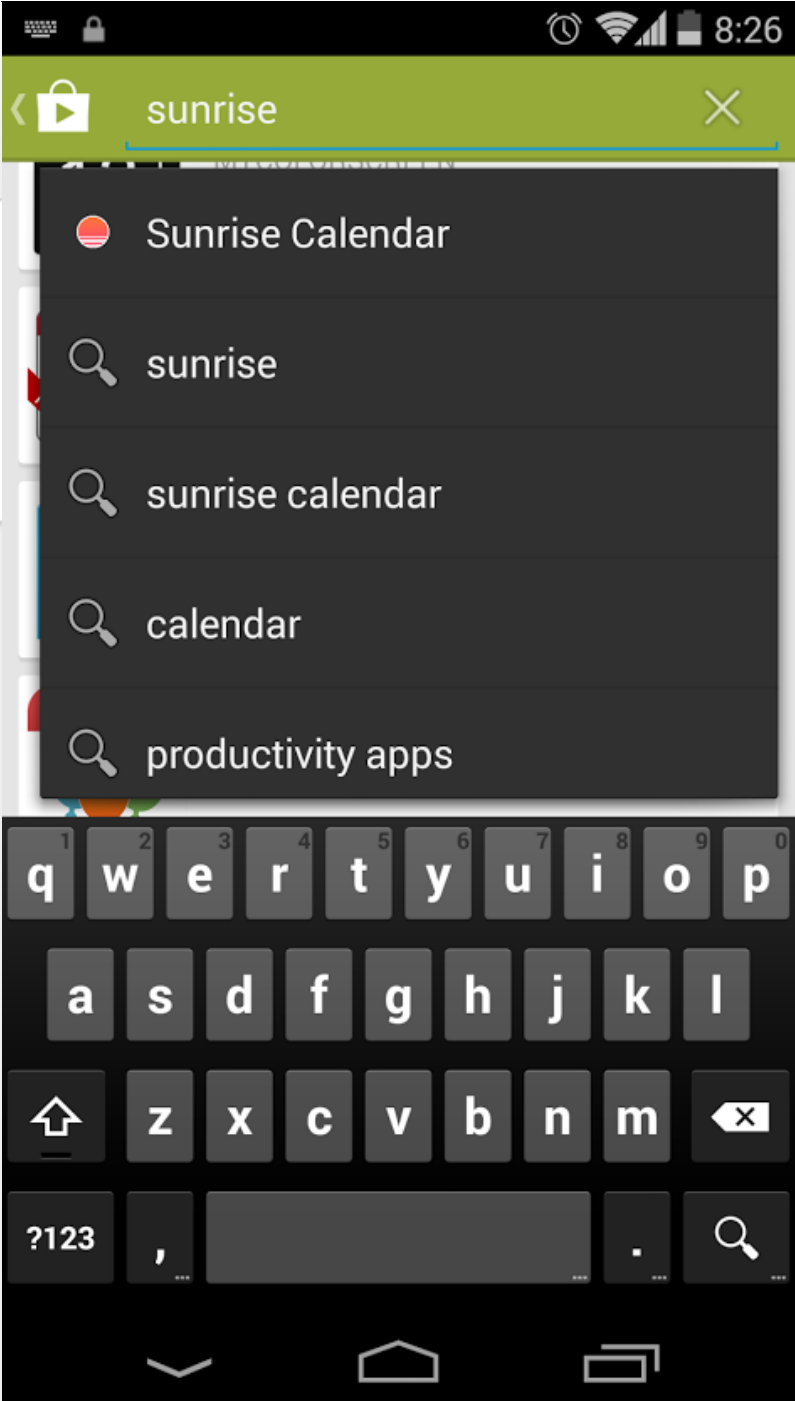 8:26
sunrise
Sunrise Calendar
sunrise
sunrise calendar
calendar
productivity apps
1 2 3 4 5 6 7 8 9 0
q w e r t y u i o p
a s d f g h j k l
z x c v b n m
?123 , .